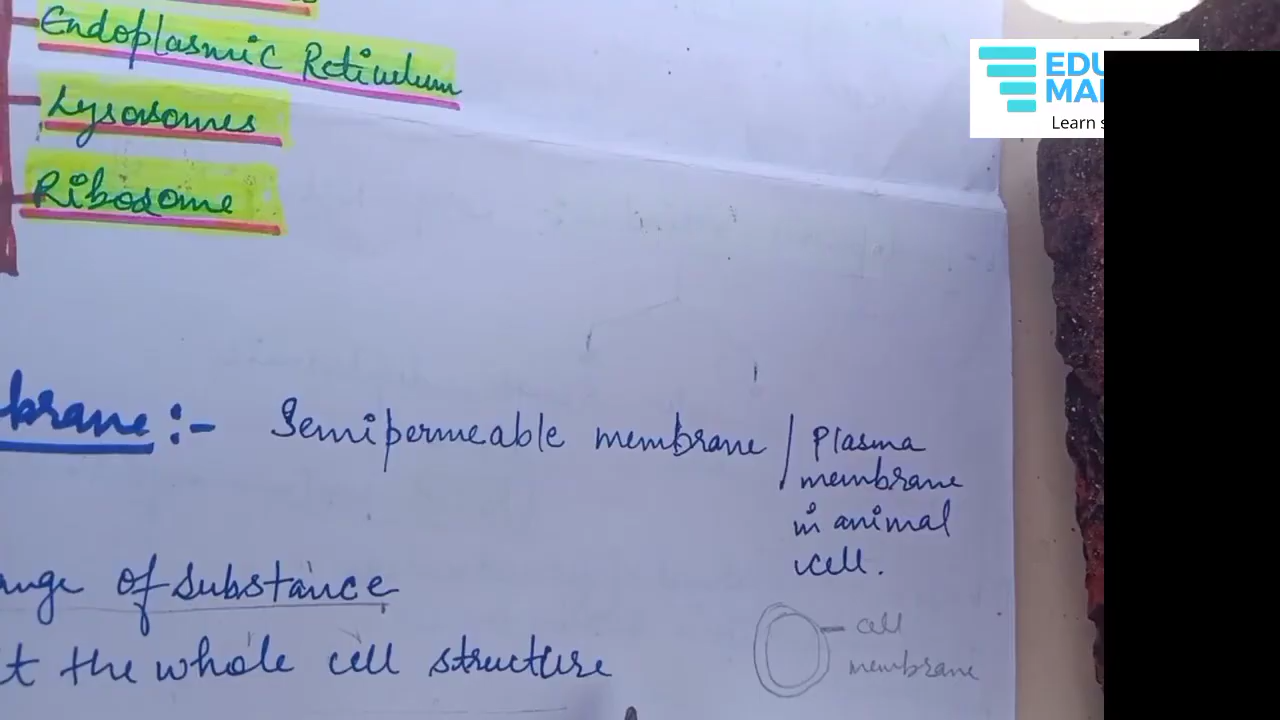 Endoplasmic Reticulum
Lysosomes
Ribosome
brane :- Semipermeable membrane / Plasma
membrane
in animal
cell.
ange of substance
t the whole cell structure
cell
membrane
EDU
MA
Learn s